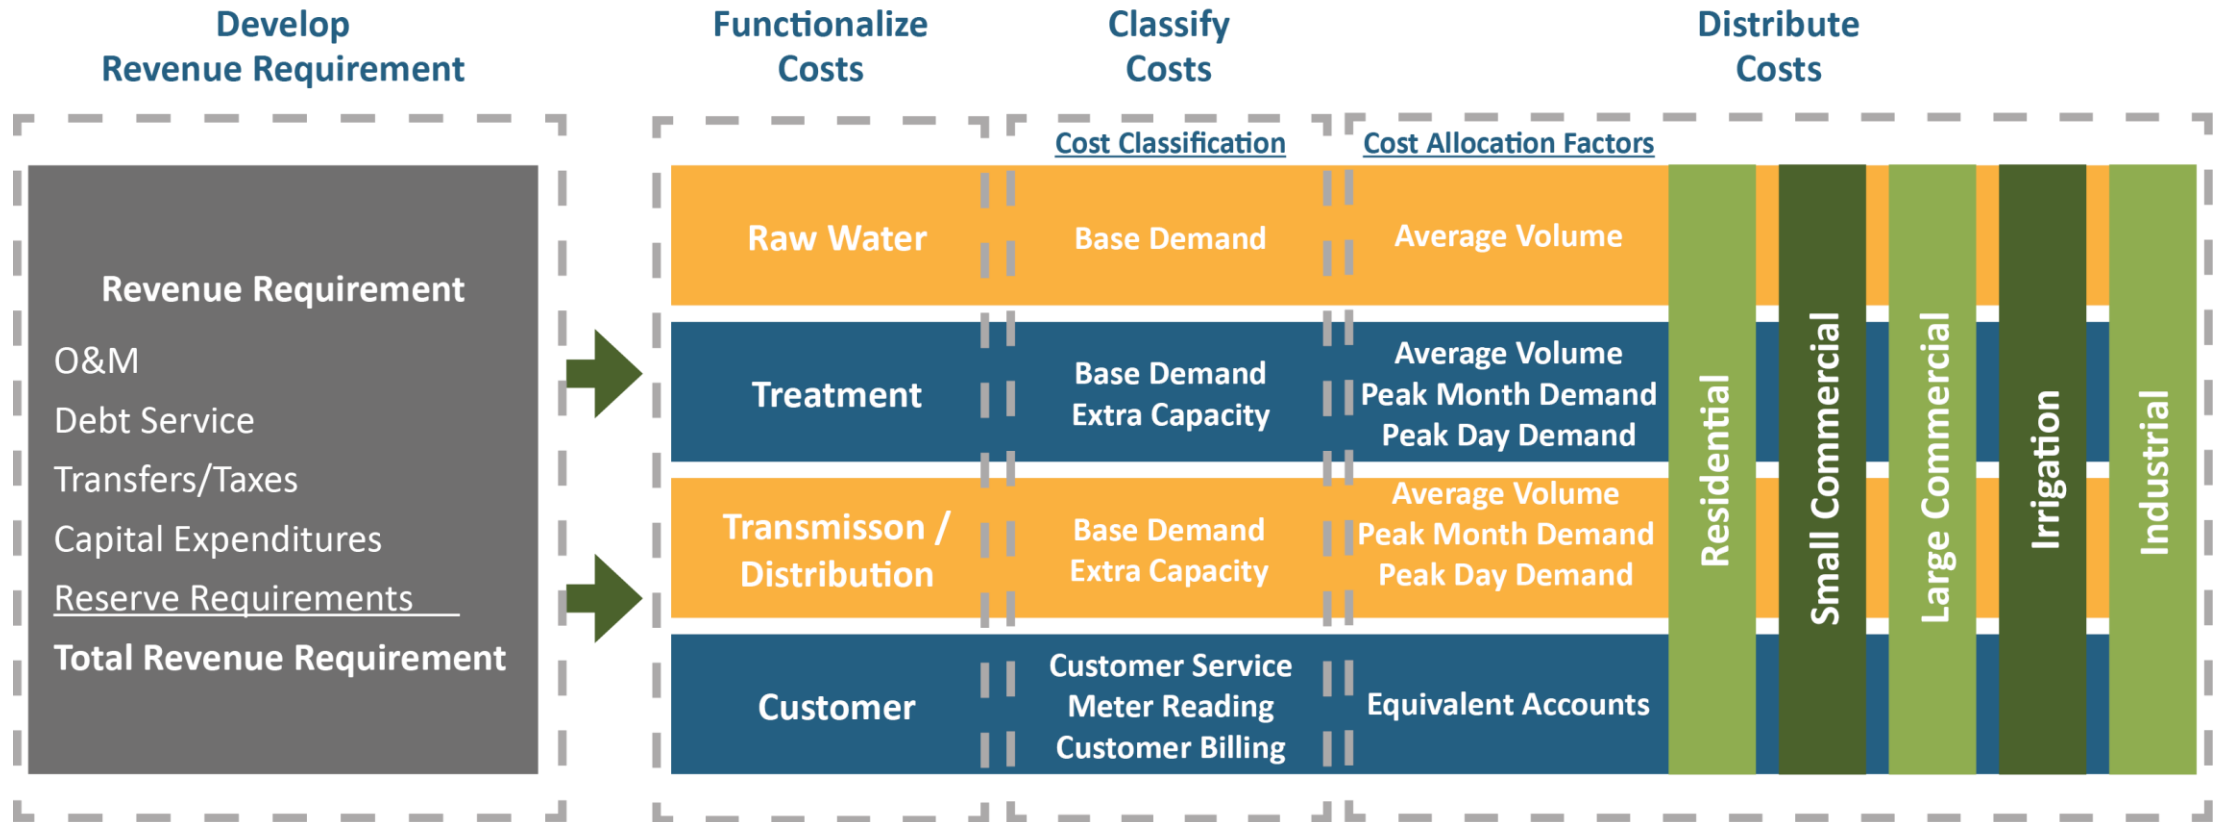 Develop
Revenue Requirement
Functionalize
Costs
Classify
Costs
Distribute
Costs
Revenue Requirement
O&M
Debt Service
Transfers/Taxes
Capital Expenditures
Reserve Requirements
Total Revenue Requirement
Cost Classification
Cost Allocation Factors
Raw Water
Base Demand
Average Volume
Treatment
Base Demand
Extra Capacity
Average Volume
Peak Month Demand
Peak Day Demand
Transmisson /
Distribution
Base Demand
Extra Capacity
Average Volume
Peak Month Demand
Peak Day Demand
Customer
Customer Service
Meter Reading
Customer Billing
Equivalent Accounts
Residential
Small Commercial
Large Commercial
Irrigation
Industrial